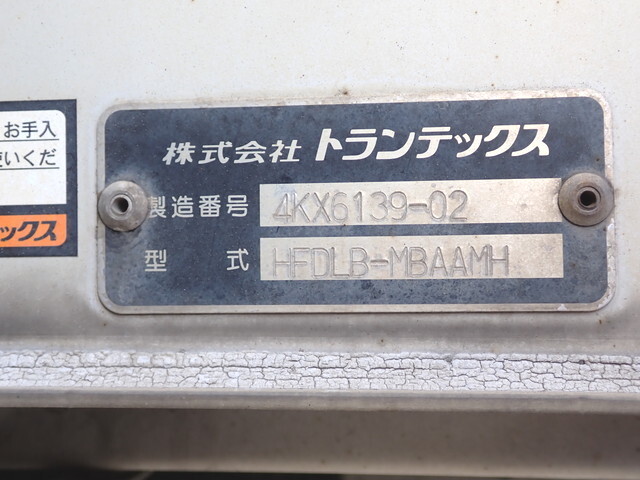 お手入
いくだ
ックス
株式会社 トランテックス
製造番号 4KX6139-02
型式 HFDLB-MBAAMH